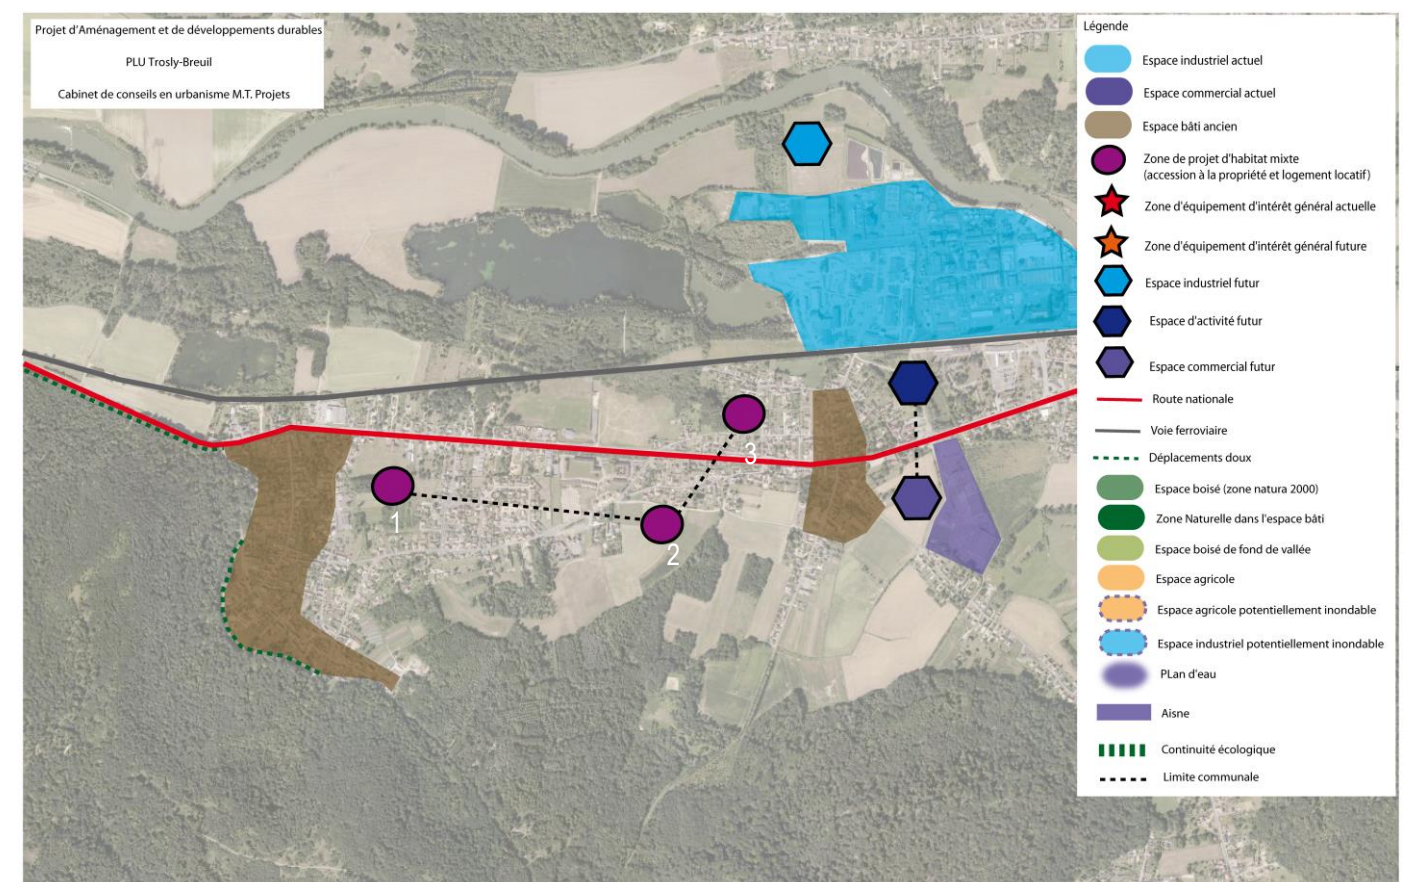 Projet d'Aménagement et de développements durables
PLU Trosly-Breuil
Cabinet de conseils en urbanisme M.T. Projets
Légende
Espace industriel actuel
Espace commercial actuel
Espace bâti ancien
Zone de projet d'habitat mixte
(accession à la propriété et logement locatif)
Zone d'équipement d'intérêt général actuelle
Zone d'équipement d'intérêt général future
Espace industriel futur
Espace d'activité futur
Espace commercial futur
Route nationale
Voie ferroviaire
Déplacements doux
Espace boisé (zone natura 2000)
Zone Naturelle dans l'espace bâti
Espace boisé de fond de vallée
Espace agricole
Espace agricole potentiellement inondable
Espace industriel potentiellement inondable
PLan d'eau
Aisne
Continuité écologique
Limite communale
1
2
3